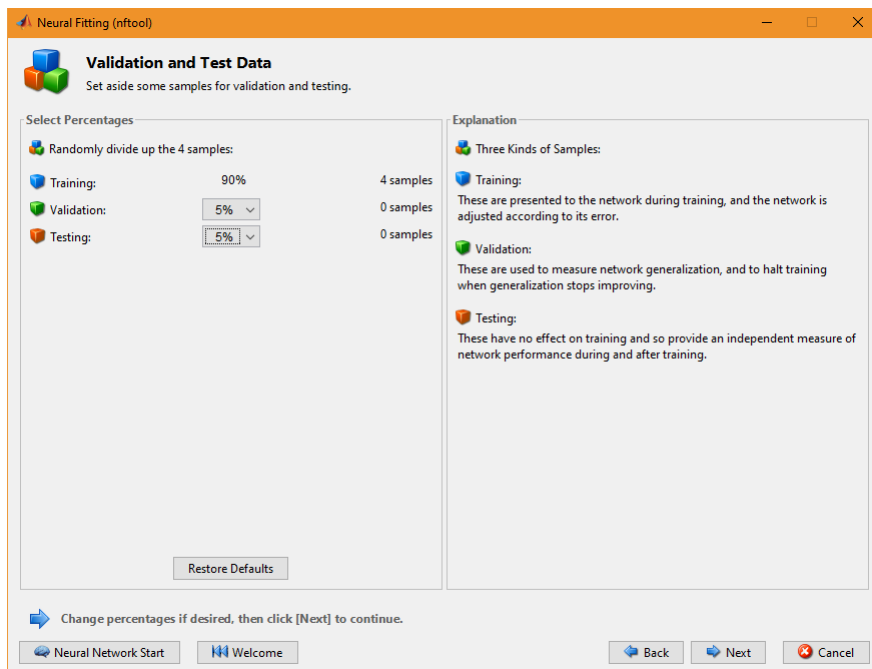 Neural Fitting (nftool)
Validation and Test Data
Set aside some samples for validation and testing.
Select Percentages
Randomly divide up the 4 samples:
Training: 90% 4 samples
Validation: 5% 0 samples
Testing: 5% 0 samples
Restore Defaults
Explanation
Three Kinds of Samples:
Training:
These are presented to the network during training, and the network is
adjusted according to its error.
Validation:
These are used to measure network generalization, and to halt training
when generalization stops improving.
Testing:
These have no effect on training and so provide an independent measure of
network performance during and after training.
Change percentages if desired, then click [Next] to continue.
Neural Network Start Welcome Back Next Cancel